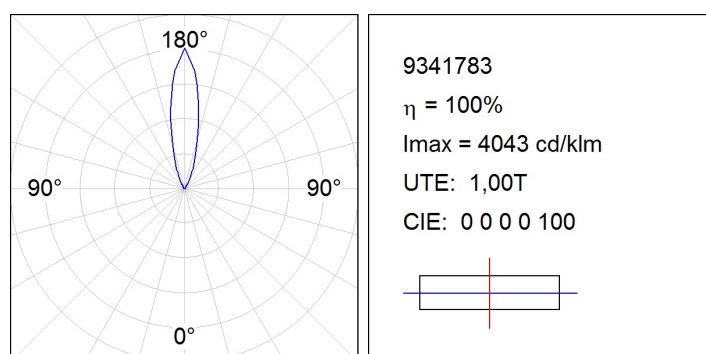 180°
90° 90°
0°
9341783
η = 100%
Imax = 4043 cd/klm
UTE: 1,00T
CIE: 0 0 0 0 100